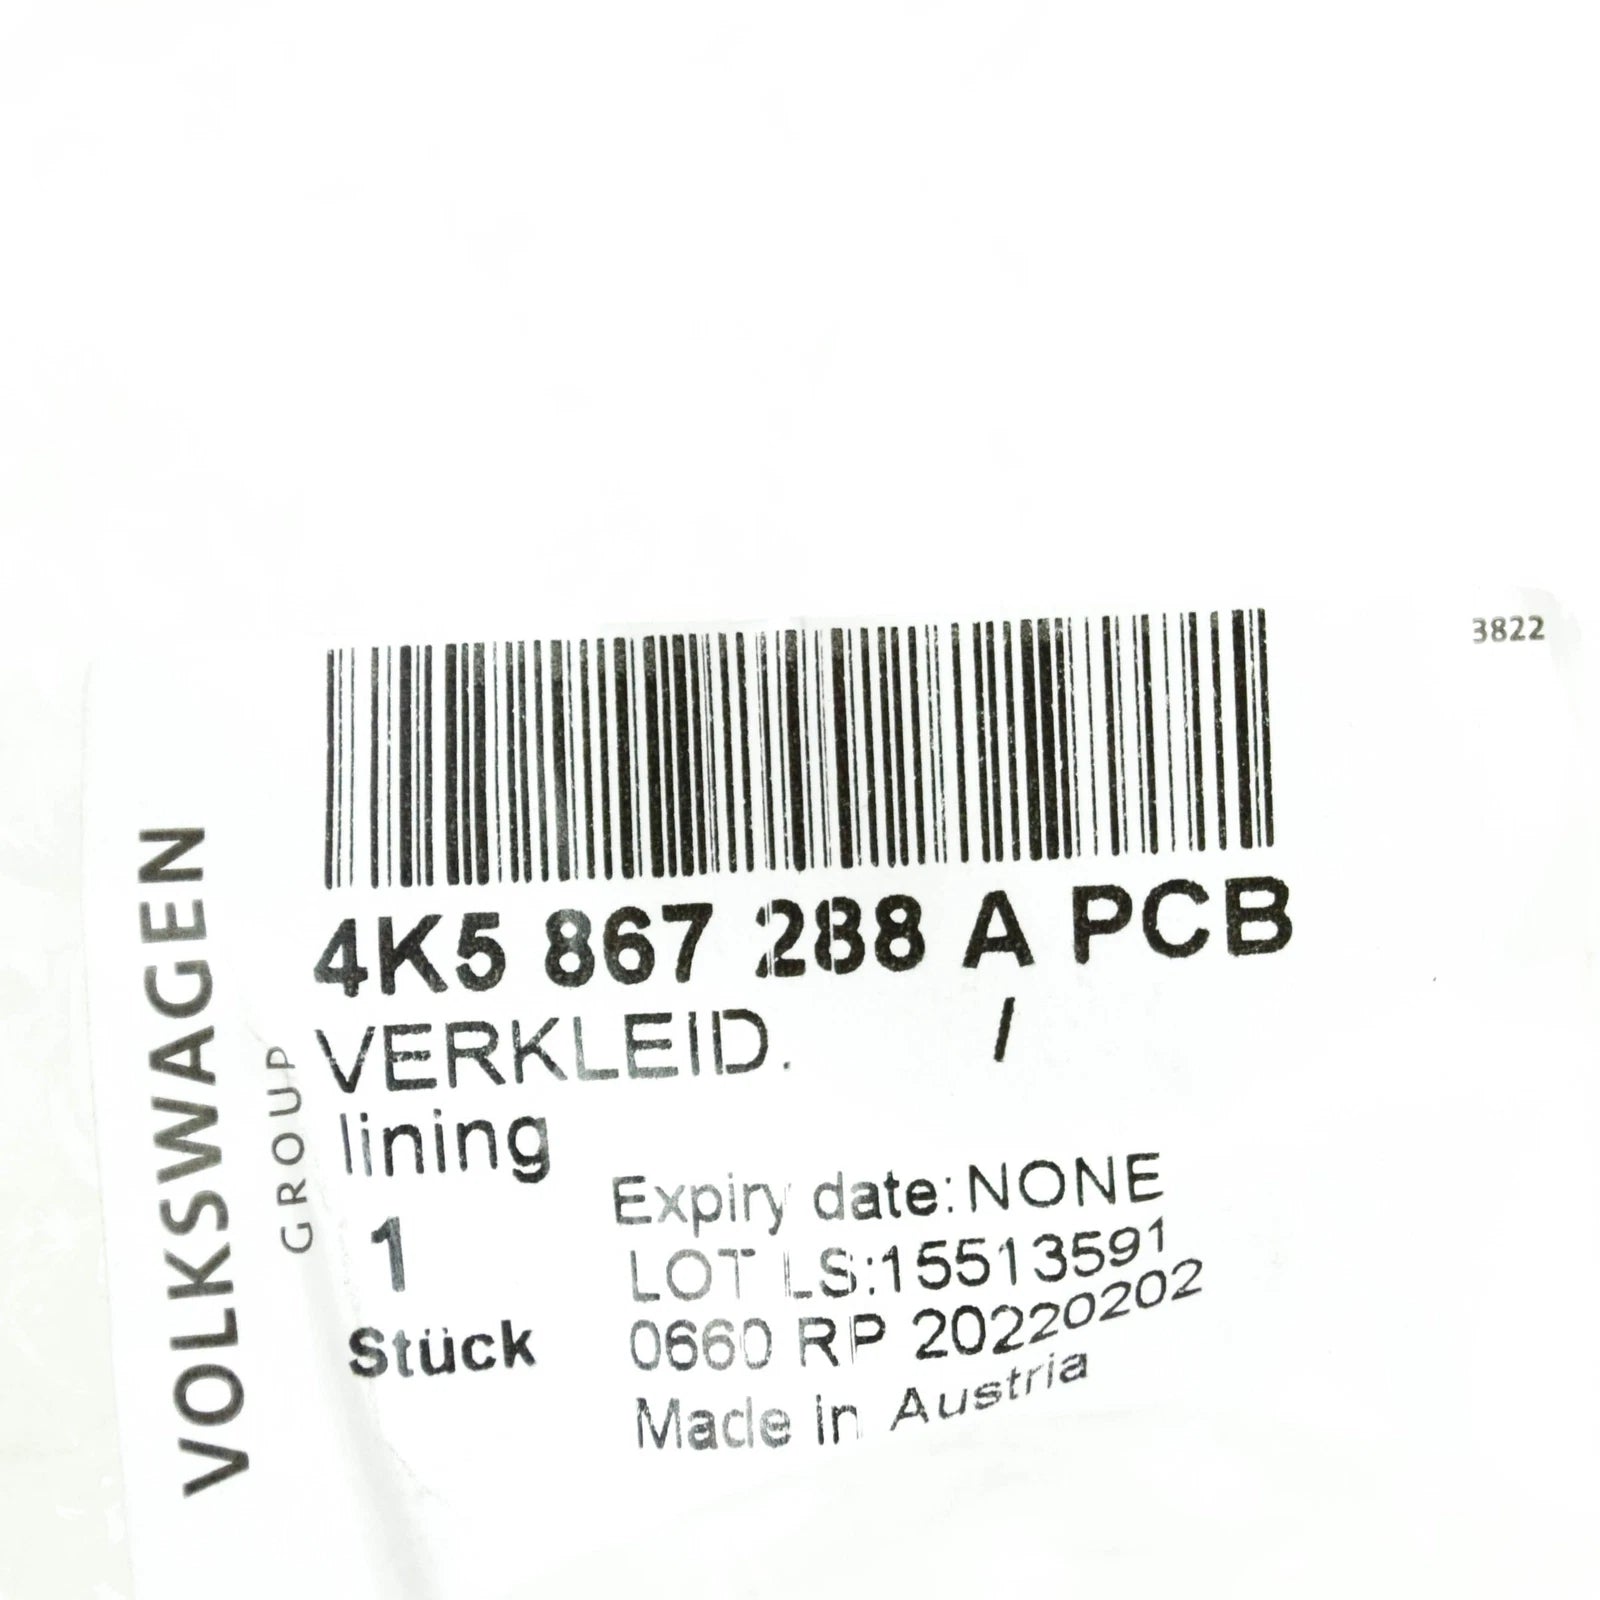 3822
4K5 867 288 A PCB
VERKLEID. /
lining
1
Stück
Expiry date:NONE
LOT LS:15513591
0660 RP 20220202
Made in Austria
VOLKSWAGEN
GROUP